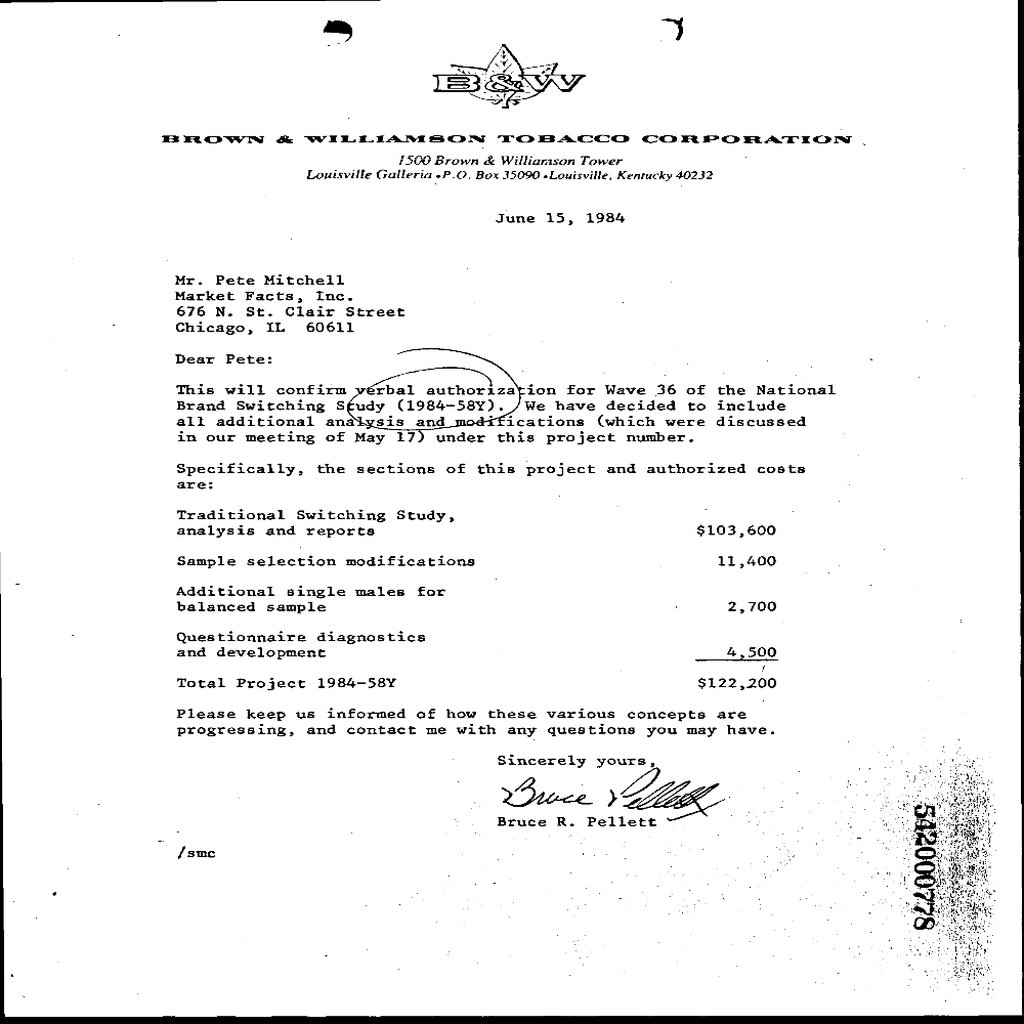 B&W
BROWN & WILLIAMSON TOBACCO CORPORATION
1500 Brown & Williamson Tower
Louisville Galleria • P.O. Box 35090 • Louisville, Kentucky 40232
June 15, 1984
Mr. Pete Mitchell
Market Facts, Inc.
676 N. St. Clair Street
Chicago, IL 60611
Dear Pete:
This will confirm verbal authorization for Wave 36 of the National
Brand Switching Study (1984-58Y). We have decided to include
all additional analysis and modifications (which were discussed
in our meeting of May 17) under this project number.
Specifically, the sections of this project and authorized costs
are:
Traditional Switching Study,
analysis and reports $103,600
Sample selection modifications 11,400
Additional single males for
balanced sample 2,700
Questionnaire diagnostics
and development 4,500
Total Project 1984-58Y $122,200
Please keep us informed of how these various concepts are
progressing, and contact me with any questions you may have.
Sincerely yours,
Bruce Pellett
Bruce R. Pellett
/smc
542000778